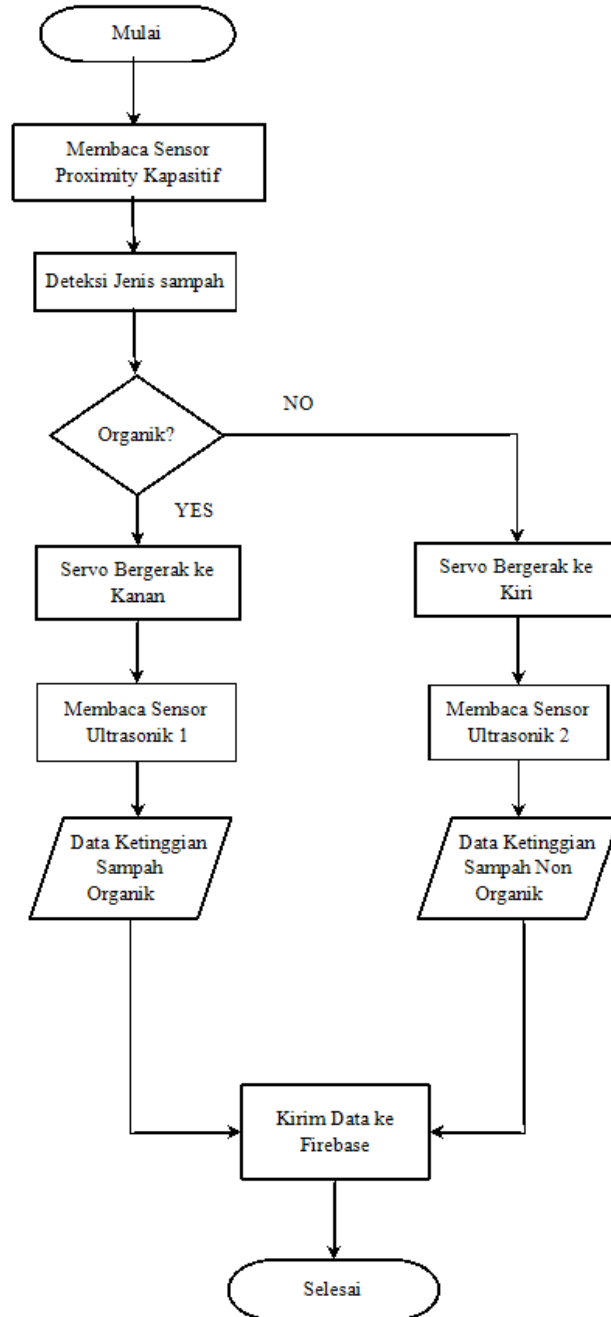 Mulai
Membaca Sensor
Proximity Kapasitif
Deteksi Jenis sampah
Organik?
NO
YES
Servo Bergerak ke
Kanan
Servo Bergerak ke
Kiri
Membaca Sensor
Ultrasonik 1
Membaca Sensor
Ultrasonik 2
Data Ketinggian
Sampah
Organik
Data Ketinggian
Sampah Non
Organik
Kirim Data ke
Firebase
Selesai